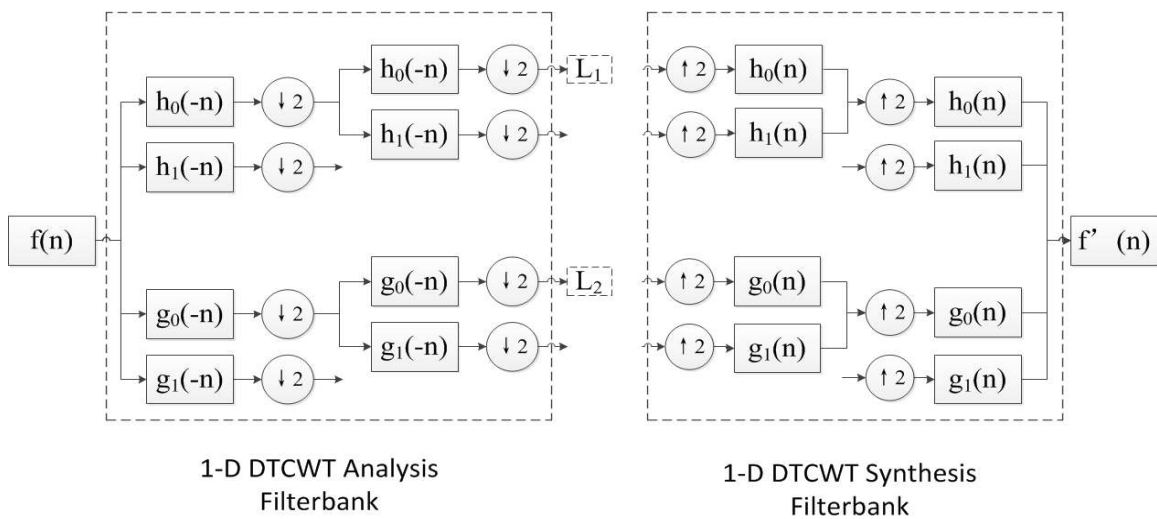 h₀(-n) ↓ 2 L₁ ↑ 2 h₀(n)
h₀(-n) ↓ 2 ↑ 2 h₀(n)
h₁(-n) ↓ 2 ↑ 2 h₁(n)
h₁(-n) ↓ 2 ↑ 2 h₁(n)
f(n) f’ (n)
g₀(-n) ↓ 2 L₂ ↑ 2 g₀(n)
g₀(-n) ↓ 2 ↑ 2 g₀(n)
g₁(-n) ↓ 2 ↑ 2 g₁(n)
g₁(-n) ↓ 2 ↑ 2 g₁(n)
1-D DTCWT Analysis
Filterbank
1-D DTCWT Synthesis
Filterbank